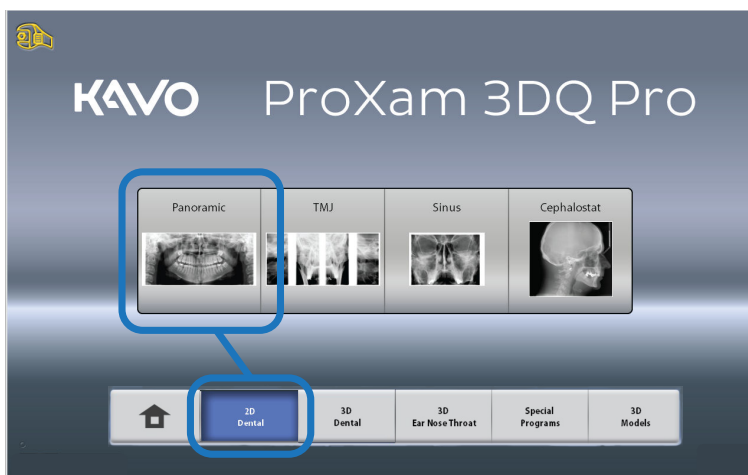 KAVO ProXam 3DQ Pro
Panoramic
TMJ
Sinus
Cephalostat
2D
Dental
3D
Dental
3D
Ear Nose Throat
Special
Programs
3D
Models